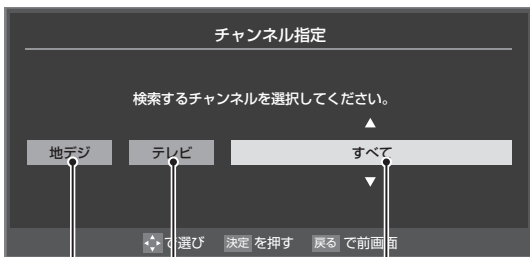 チャンネル指定
検索するチャンネルを選択してください。
▲
地デジ テレビ すべて
▼
で選び 決定 を押す 戻る で前画面